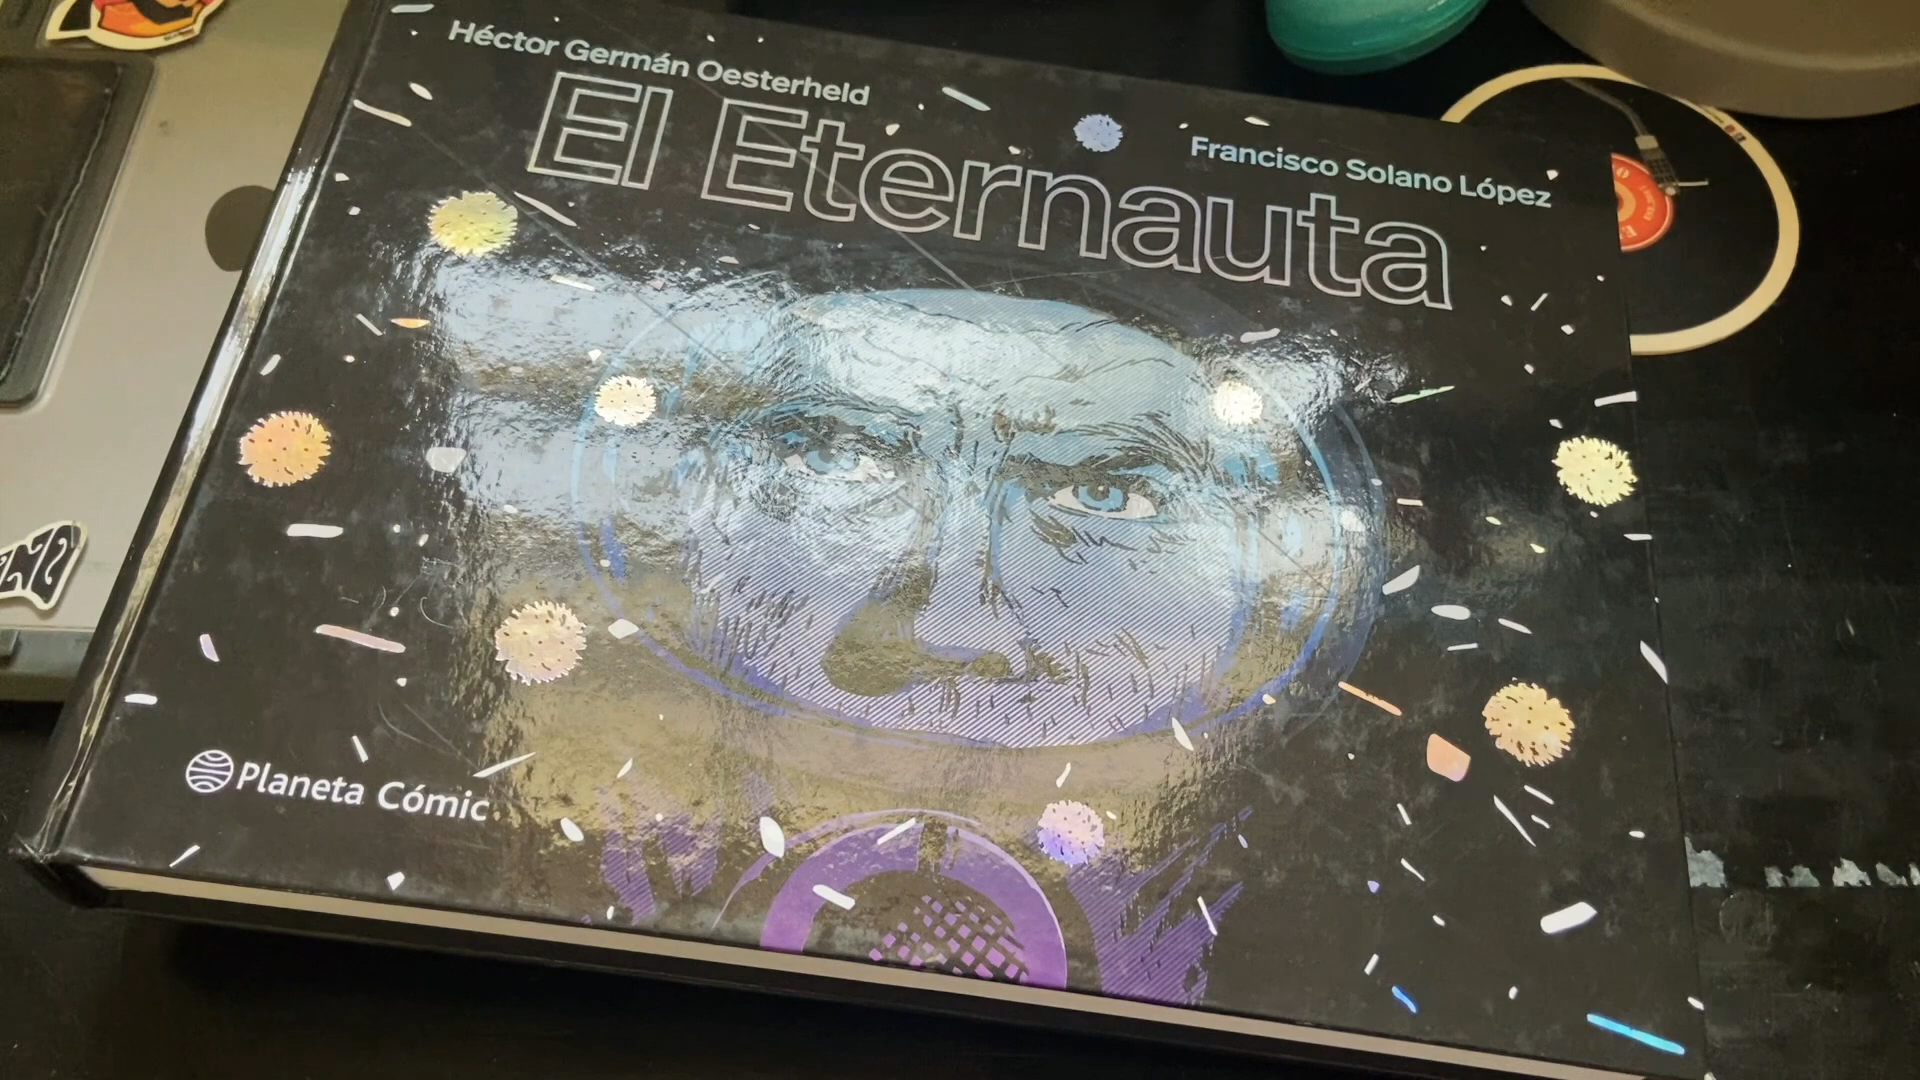 Héctor Germán Oesterheld
El Eternauta
Francisco Solano López
Planeta Cómic